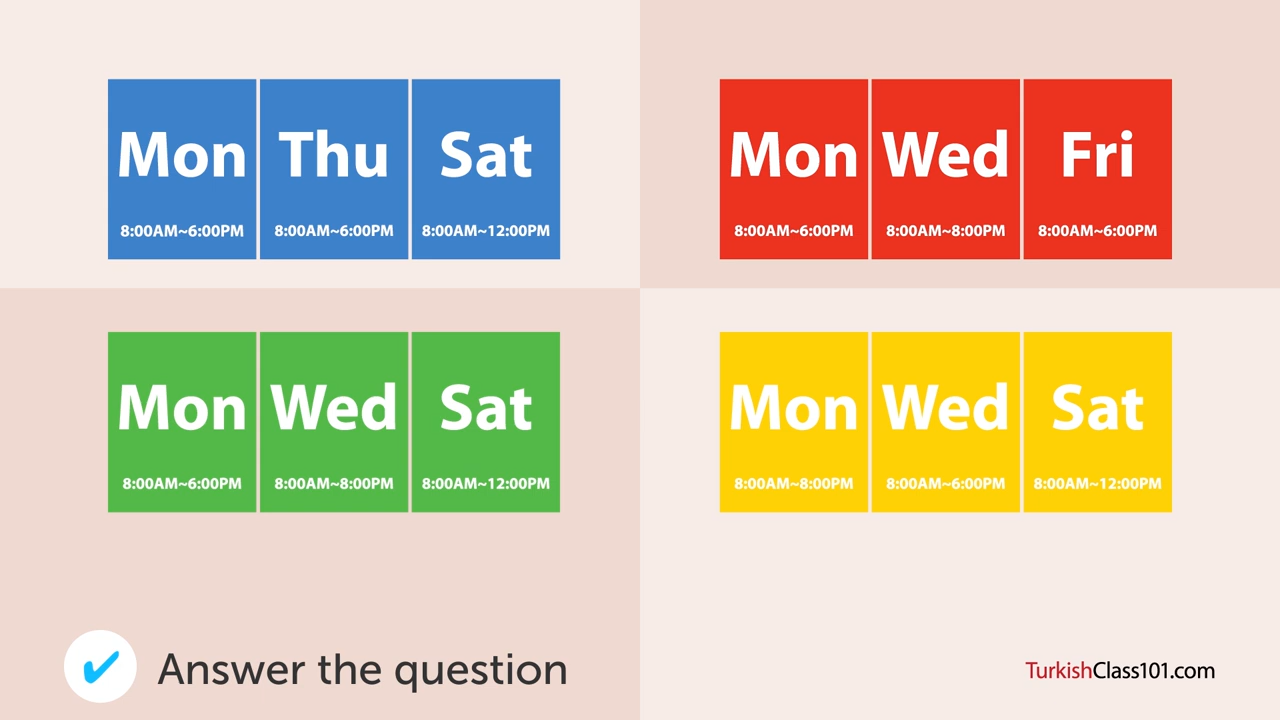 Mon Thu Sat
8:00AM~6:00PM 8:00AM~6:00PM 8:00AM~12:00PM
Mon Wed Fri
8:00AM~6:00PM 8:00AM~8:00PM 8:00AM~6:00PM
Mon Wed Sat
8:00AM~6:00PM 8:00AM~8:00PM 8:00AM~12:00PM
Mon Wed Sat
8:00AM~8:00PM 8:00AM~6:00PM 8:00AM~12:00PM
Answer the question
TurkishClass101.com